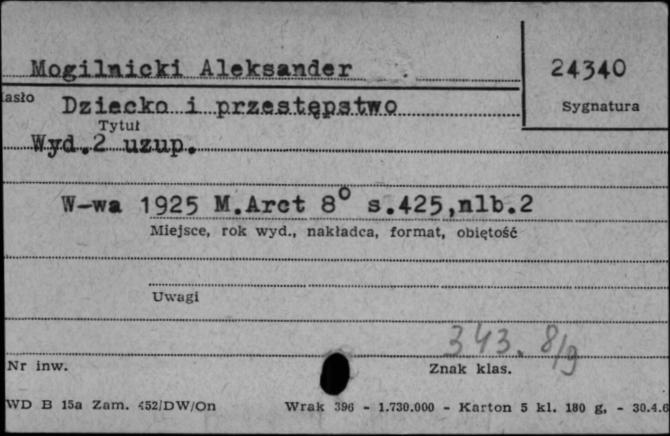 Mogilnicki Aleksander
24340
asło
Sygnatura
Dziecko i przestępstwo
Tytuł
Wyd.2 uzup.
W-wa 1925 M.Arct 8° s.425,nlb.2
Miejsce, rok wyd., nakładca, format, obiętość
Uwagi
343. 8/9
Nr inw.
Znak klas.
WD B 15a Zam. 452/DW/On Wrak 396 - 1.730.000 - Karton 5 kl. 180 g. - 30.4.6